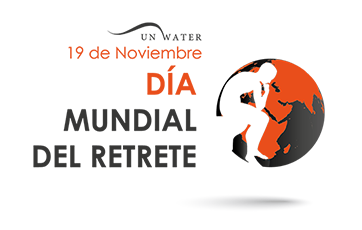 UN WATER
19 de Noviembre
DÍA
MUNDIAL
DEL RETRETE